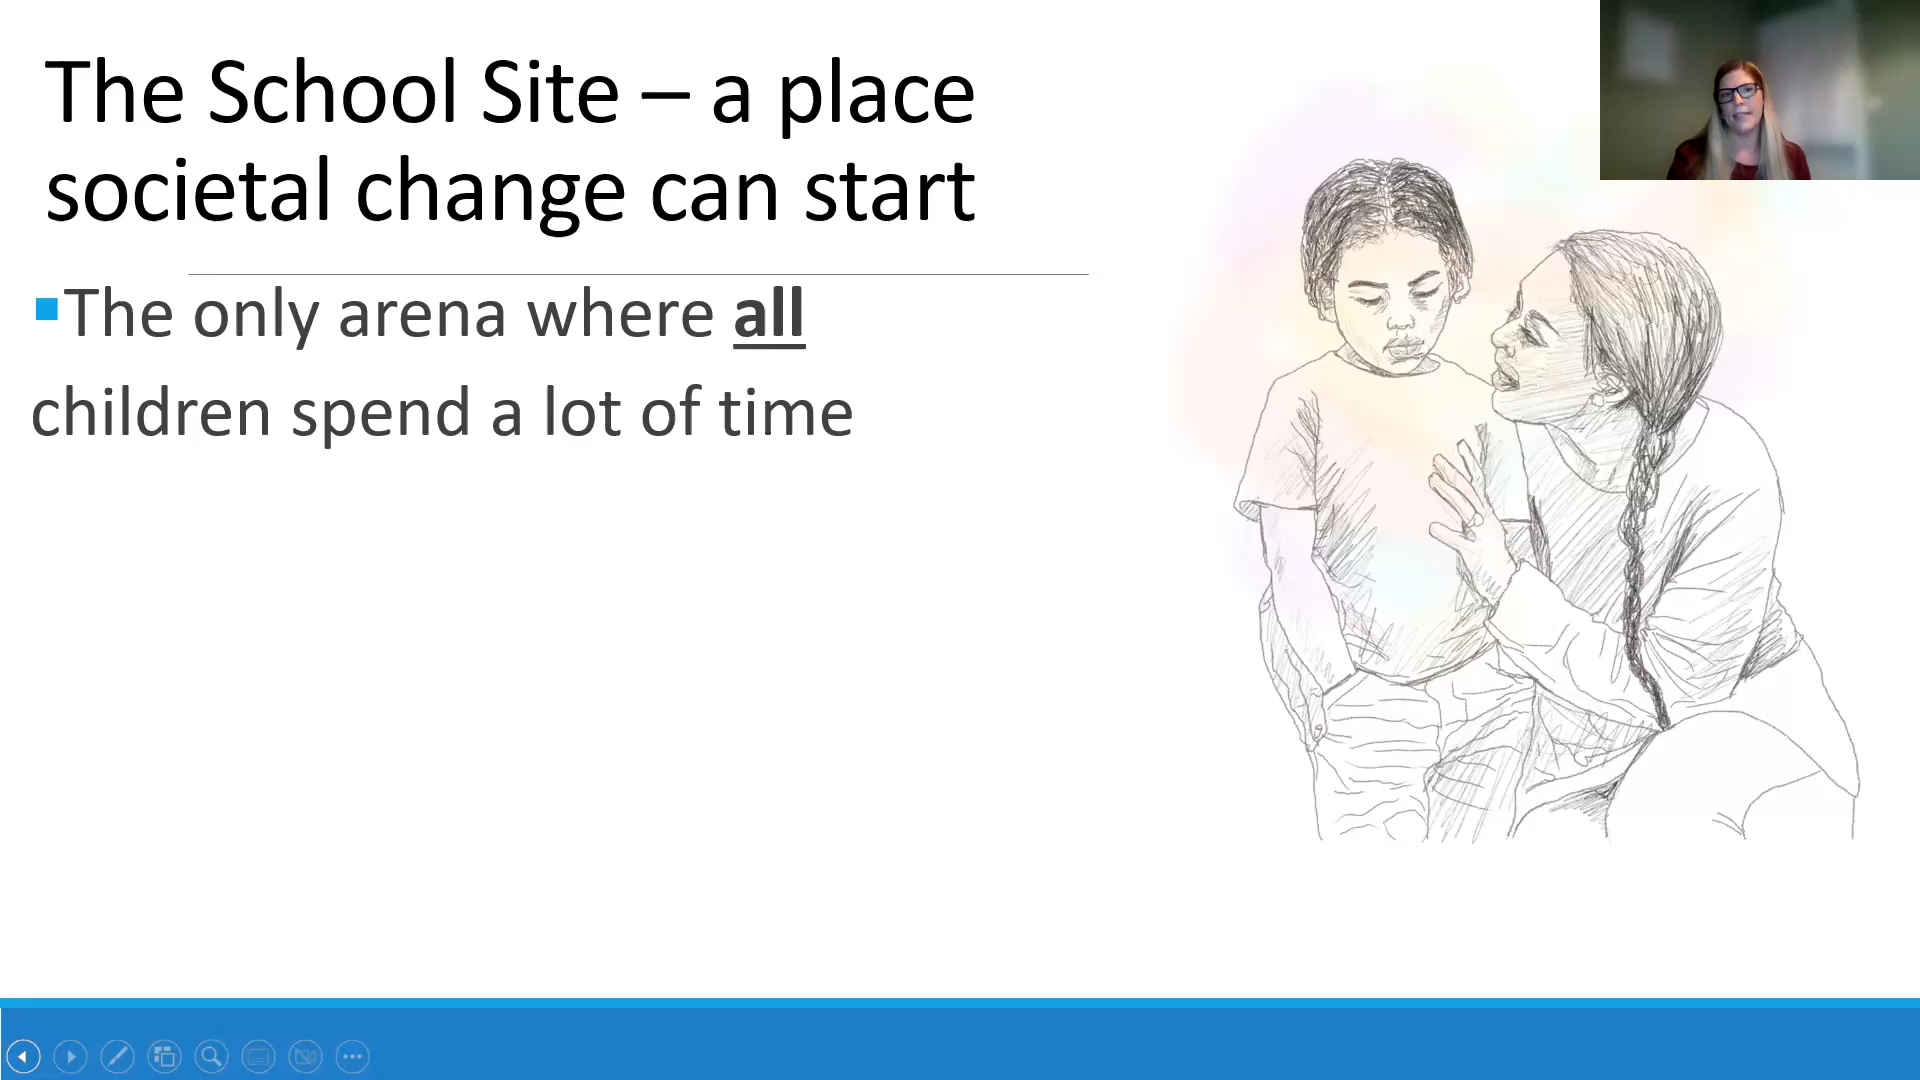 The School Site – a place
societal change can start
The only arena where all
children spend a lot of time